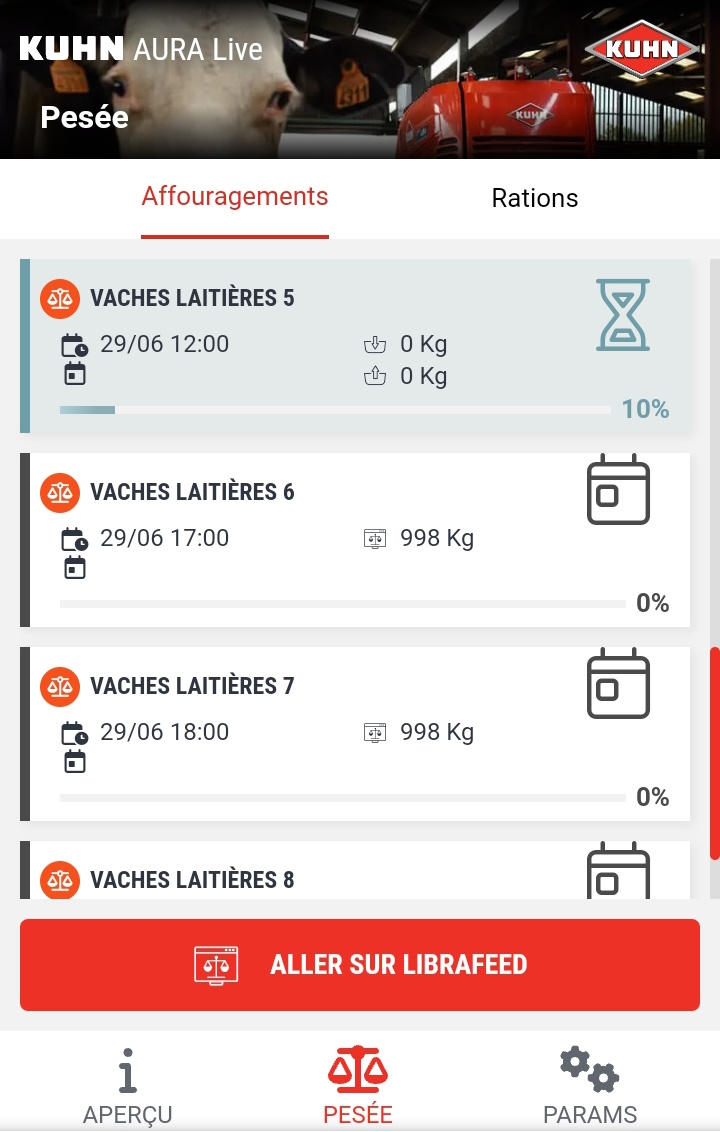 KUHN AURA Live
KUHN
KUHN
Pesée
Affouragements
Rations
VACHES LAITIÈRES 5
29/06 12:00
0 Kg
0 Kg
10%
VACHES LAITIÈRES 6
29/06 17:00
998 Kg
0%
VACHES LAITIÈRES 7
29/06 18:00
998 Kg
0%
VACHES LAITIÈRES 8
ALLER SUR LIBRAFEED
APERÇU
PESÉE
PARAMS